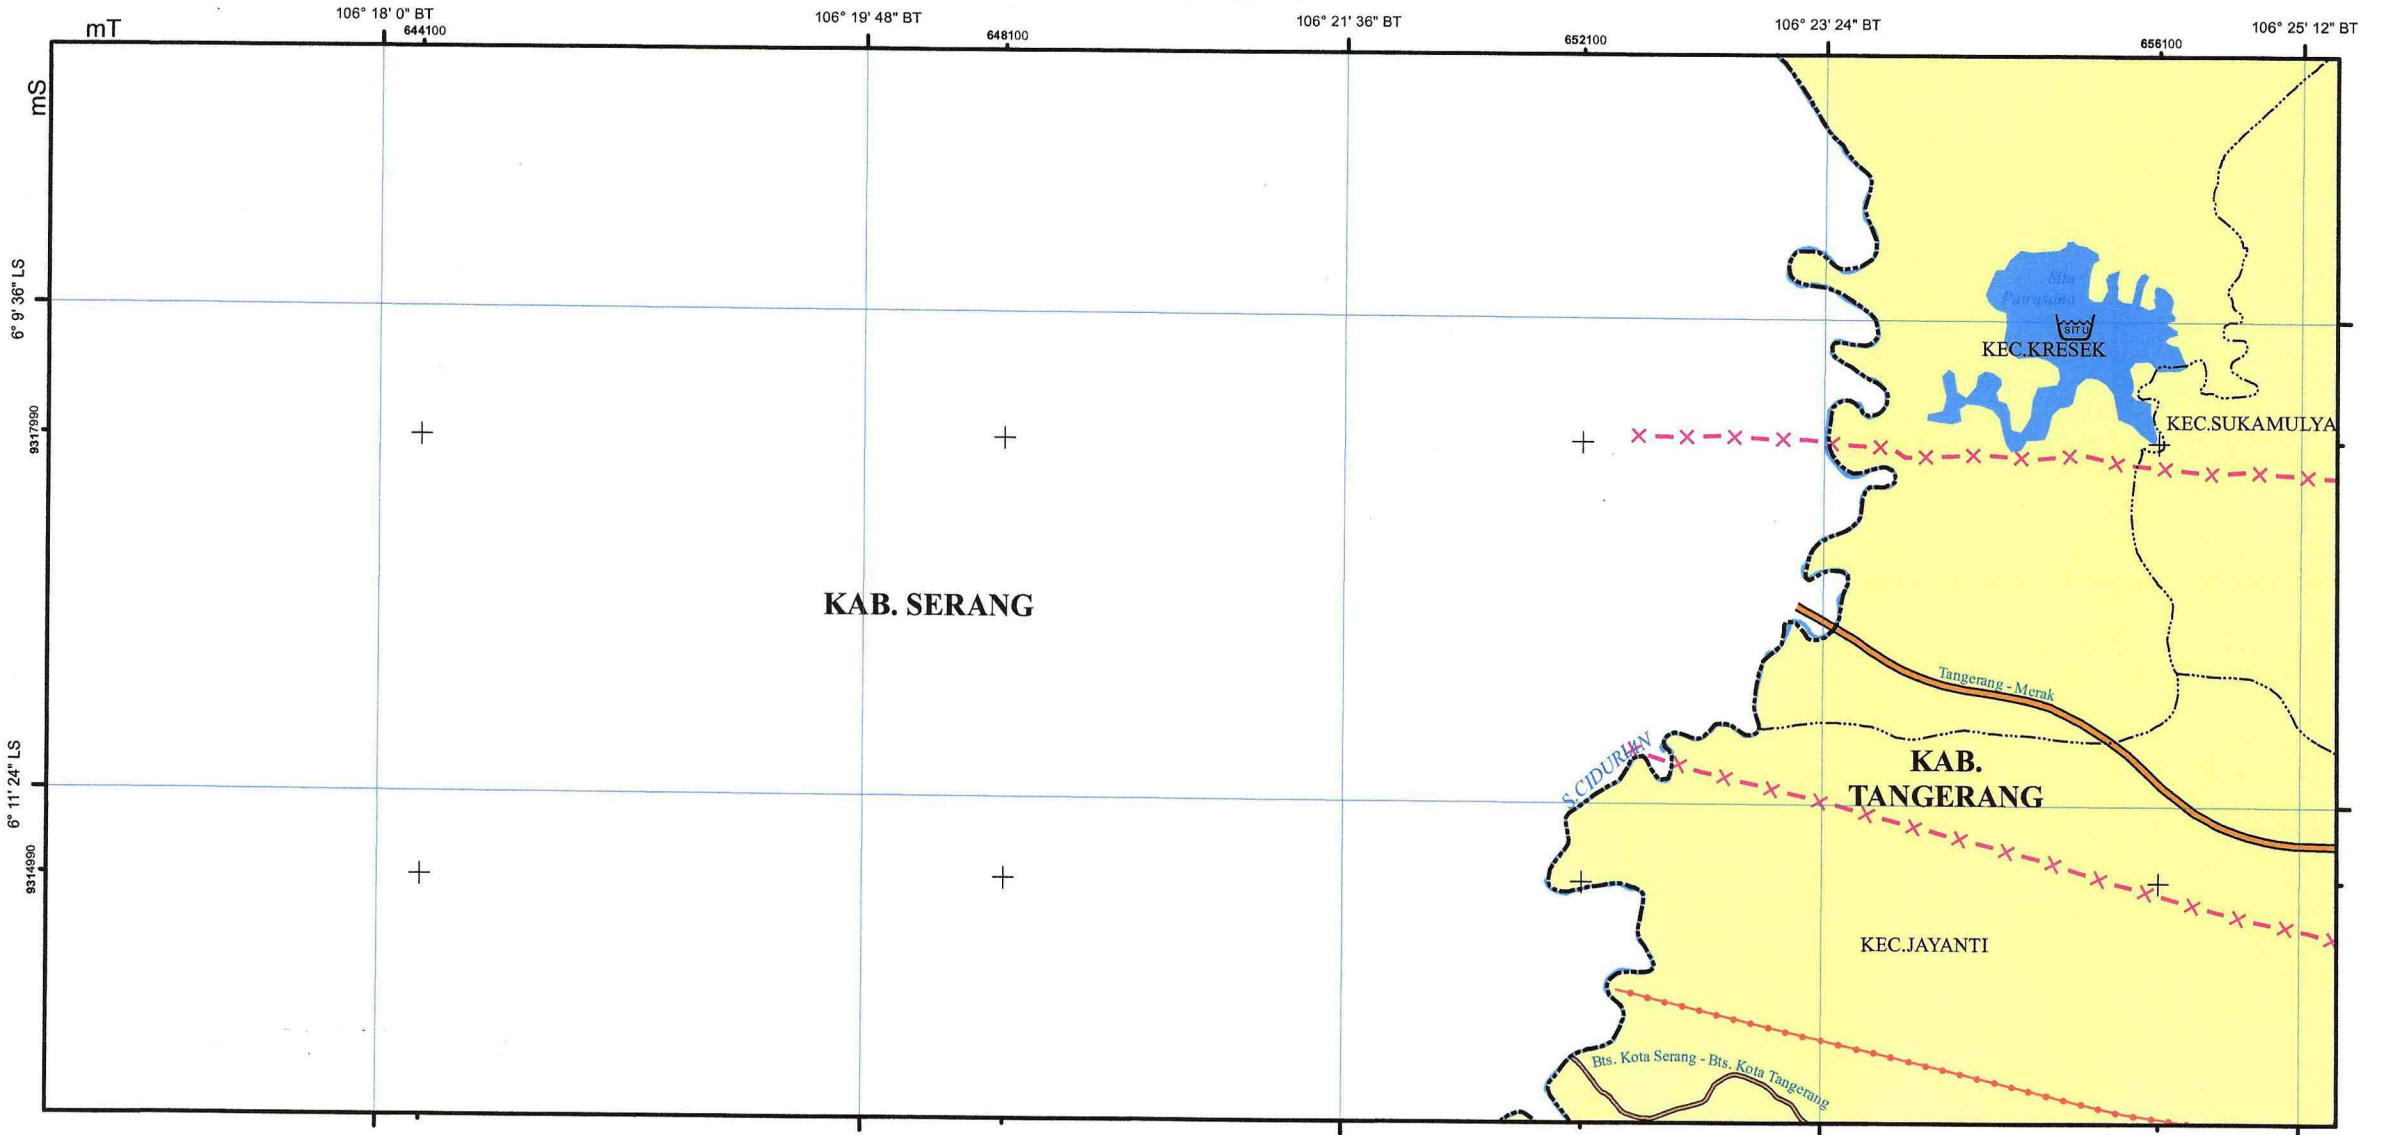 106° 18' 0" BT
106° 19' 48" BT
106° 21' 36" BT
106° 23' 24" BT
106° 25' 12" BT
mT
644100
648100
652100
656100
mS
6° 9' 36" LS
9317990
6° 11' 24" LS
9314990
Situ
SITU
KEC.KRESEK
KEC.SUKAMULYA
KAB. SERANG
Tangerang - Merak
S.CIDURIAN
KAB.
TANGERANG
KEC.JAYANTI
Bts. Kota Serang - Bts. Kota Tangerang